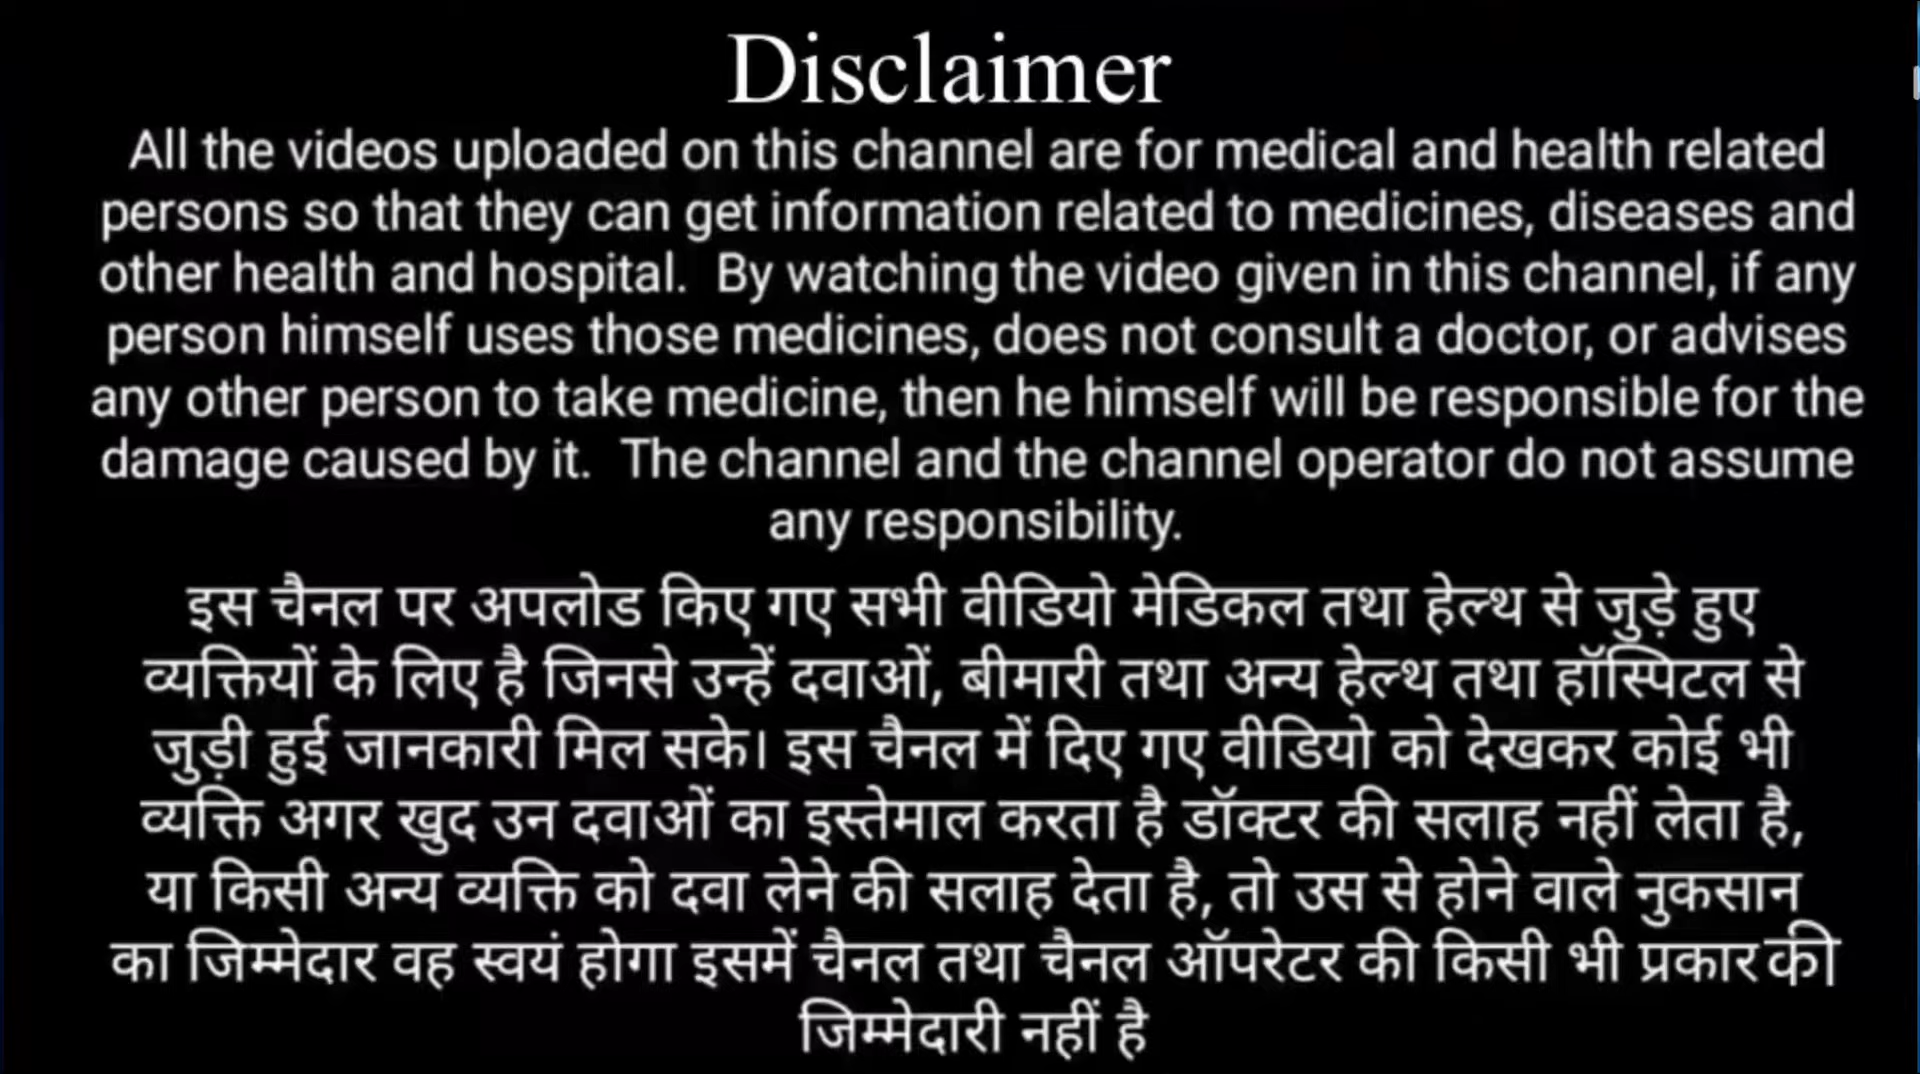 Disclaimer
All the videos uploaded on this channel are for medical and health related
persons so that they can get information related to medicines, diseases and
other health and hospital.  By watching the video given in this channel, if any
person himself uses those medicines, does not consult a doctor, or advises
any other person to take medicine, then he himself will be responsible for the
damage caused by it.  The channel and the channel operator do not assume
any responsibility.
इस चैनल पर अपलोड किए गए सभी वीडियो मेडिकल तथा हेल्थ से जुड़े हुए
व्यक्तियों के लिए है जिनसे उन्हें दवाओं, बीमारी तथा अन्य हेल्थ तथा हॉस्पिटल से
जुड़ी हुई जानकारी मिल सके। इस चैनल में दिए गए वीडियो को देखकर कोई भी
व्यक्ति अगर खुद उन दवाओं का इस्तेमाल करता है डॉक्टर की सलाह नहीं लेता है,
या किसी अन्य व्यक्ति को दवा लेने की सलाह देता है, तो उस से होने वाले नुकसान
का जिम्मेदार वह स्वयं होगा इसमें चैनल तथा चैनल ऑपरेटर की किसी भी प्रकार की
जिम्मेदारी नहीं है